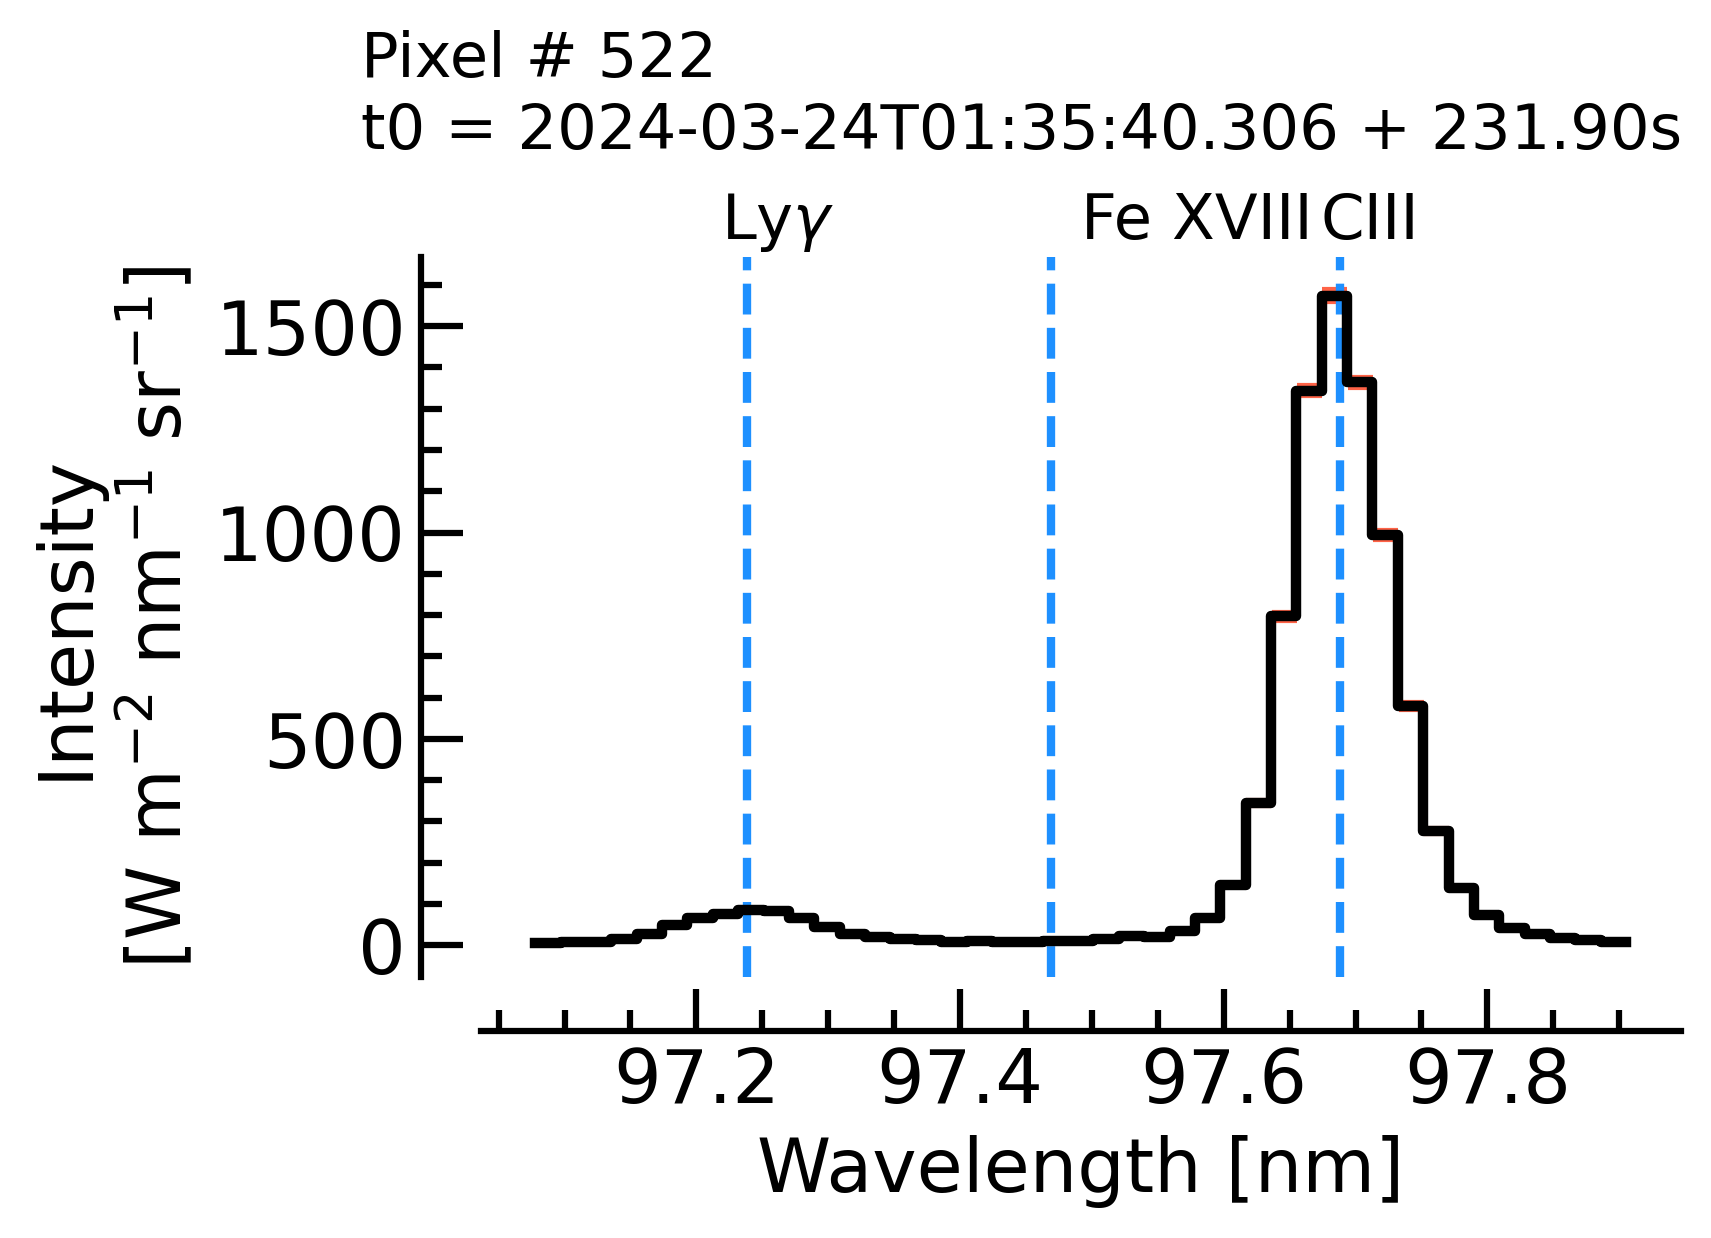 Pixel # 522
t0 = 2024-03-24T01:35:40.306 + 231.90s
Lyγ Fe XVIII CIII
Intensity
[W m⁻² nm⁻¹ sr⁻¹]
1500
1000
500
0
97.2 97.4 97.6 97.8
Wavelength [nm]